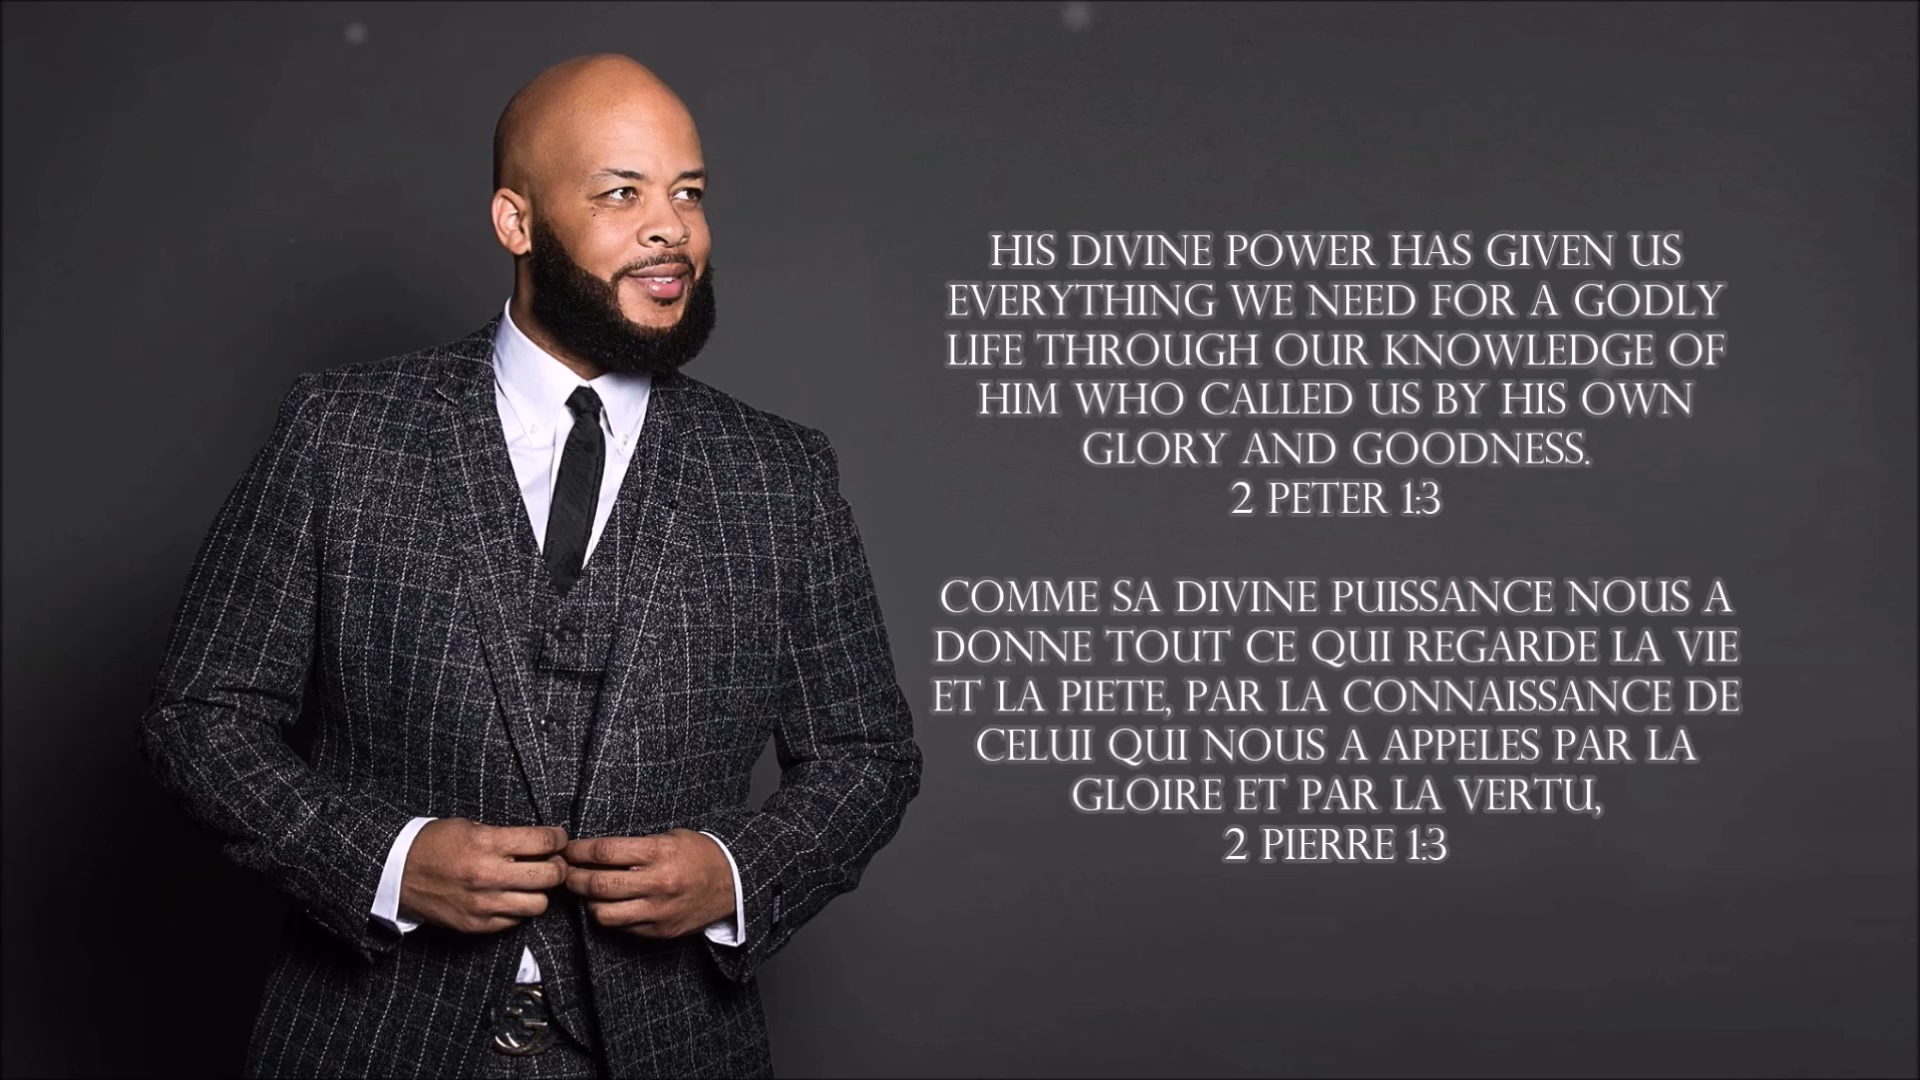 HIS DIVINE POWER HAS GIVEN US
EVERYTHING WE NEED FOR A GODLY
LIFE THROUGH OUR KNOWLEDGE OF
HIM WHO CALLED US BY HIS OWN
GLORY AND GOODNESS.
2 PETER 1:3
COMME SA DIVINE PUISSANCE NOUS A
DONNE TOUT CE QUI REGARDE LA VIE
ET LA PIETE, PAR LA CONNAISSANCE DE
CELUI QUI NOUS A APPELES PAR LA
GLOIRE ET PAR LA VERTU,
2 PIERRE 1:3